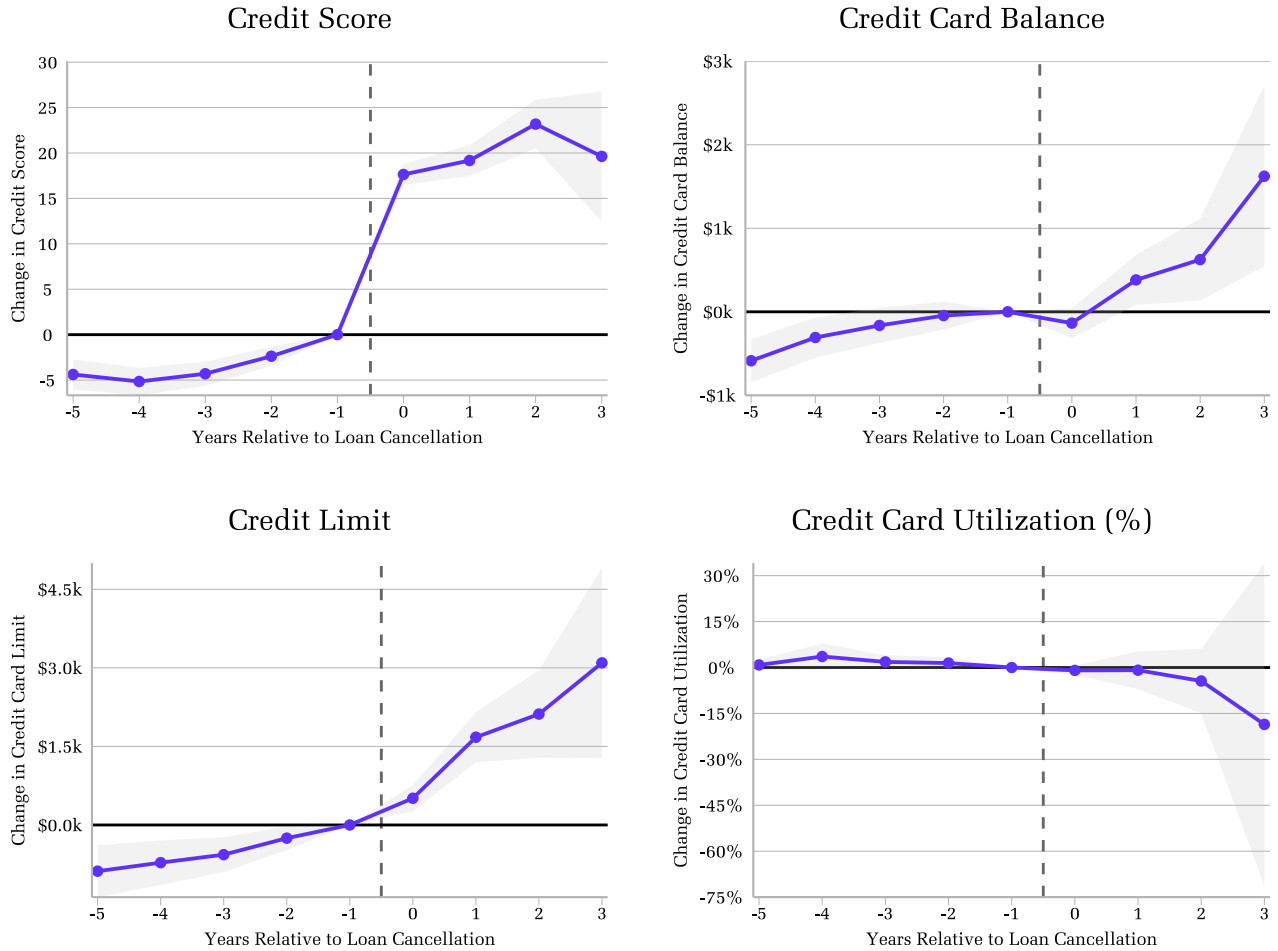 Credit Score
Change in Credit Score
30
25
20
15
10
5
0
-5
-5 -4 -3 -2 -1 0 1 2 3
Years Relative to Loan Cancellation
Credit Card Balance
Change in Credit Card Balance
$3k
$2k
$1k
$0k
-$1k
-5 -4 -3 -2 -1 0 1 2 3
Years Relative to Loan Cancellation
Credit Limit
Change in Credit Card Limit
$4.5k
$3.0k
$1.5k
$0.0k
-5 -4 -3 -2 -1 0 1 2 3
Years Relative to Loan Cancellation
Credit Card Utilization (%)
Change in Credit Card Utilization
30%
15%
0%
-15%
-30%
-45%
-60%
-75%
-5 -4 -3 -2 -1 0 1 2 3
Years Relative to Loan Cancellation